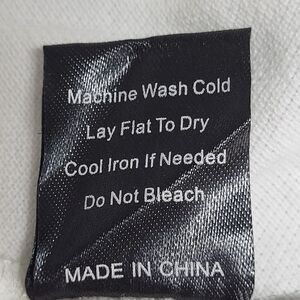 Machine Wash Cold
Lay Flat To Dry
Cool Iron If Needed
Do Not Bleach
MADE IN CHINA